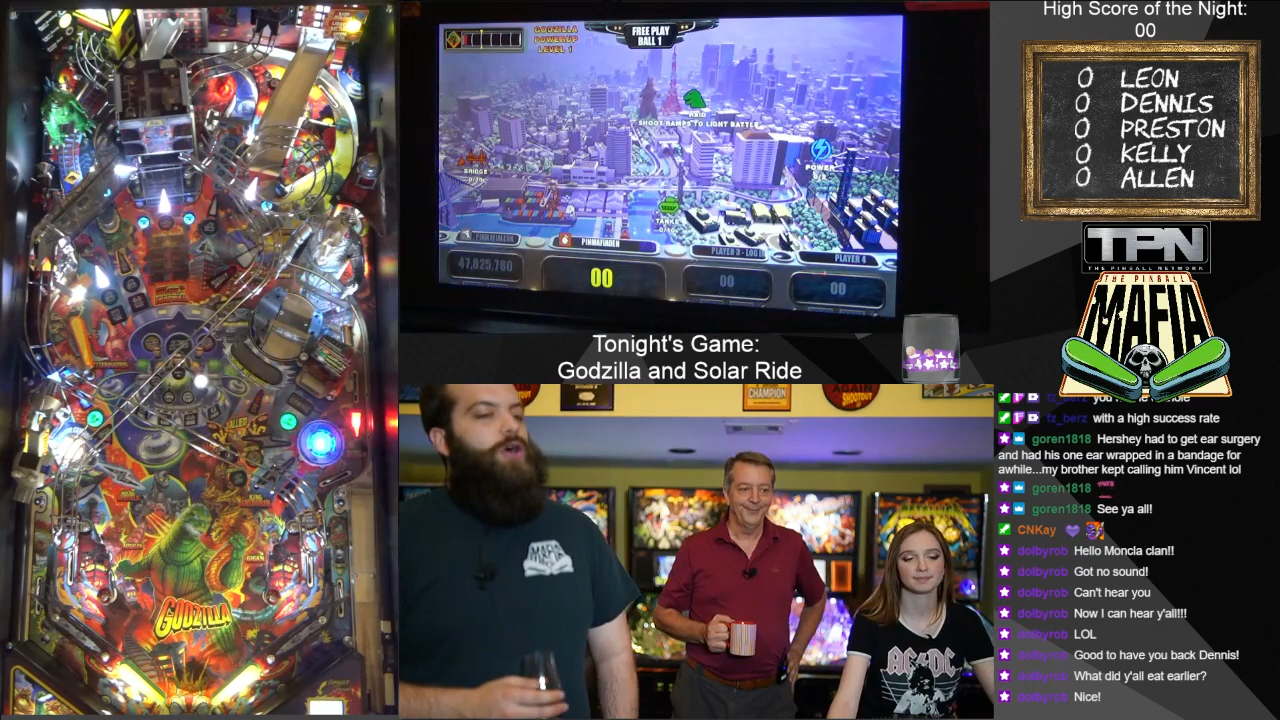 High Score of the Night:
00
0 LEON
0 DENNIS
0 PRESTON
0 KELLY
0 ALLEN
TPN
THE PINBALL NETWORK
THE PINBALL
MAFIA
GODZILLA
POWERUP
LEVEL 1
FREE PLAY
BALL 1
RAID
SHOOT RAMPS TO LIGHT BATTLE
BRIDGE
POWER
TANKS
PINMAFIADEN
PLAYER 4
47,825,780
00
00
00
Tonight's Game:
Godzilla and Solar Ride
with a high success rate
goren1818 Hershey had to get ear surgery
and had his one ear wrapped in a bandage for
awhile...my brother kept calling him Vincent lol
goren1818
goren1818 See ya all!
CNKay
dolbyrob Hello Moncla clan!!
dolbyrob Got no sound!
dolbyrob Can't hear you
dolbyrob Now I can hear y'all!!!
dolbyrob LOL
dolbyrob Good to have you back Dennis!
dolbyrob What did y'all eat earlier?
dolbyrob Nice!
CHAMPION
AGAIN
SHOOTOUT
MAFIA
AC DC
GODZILLA